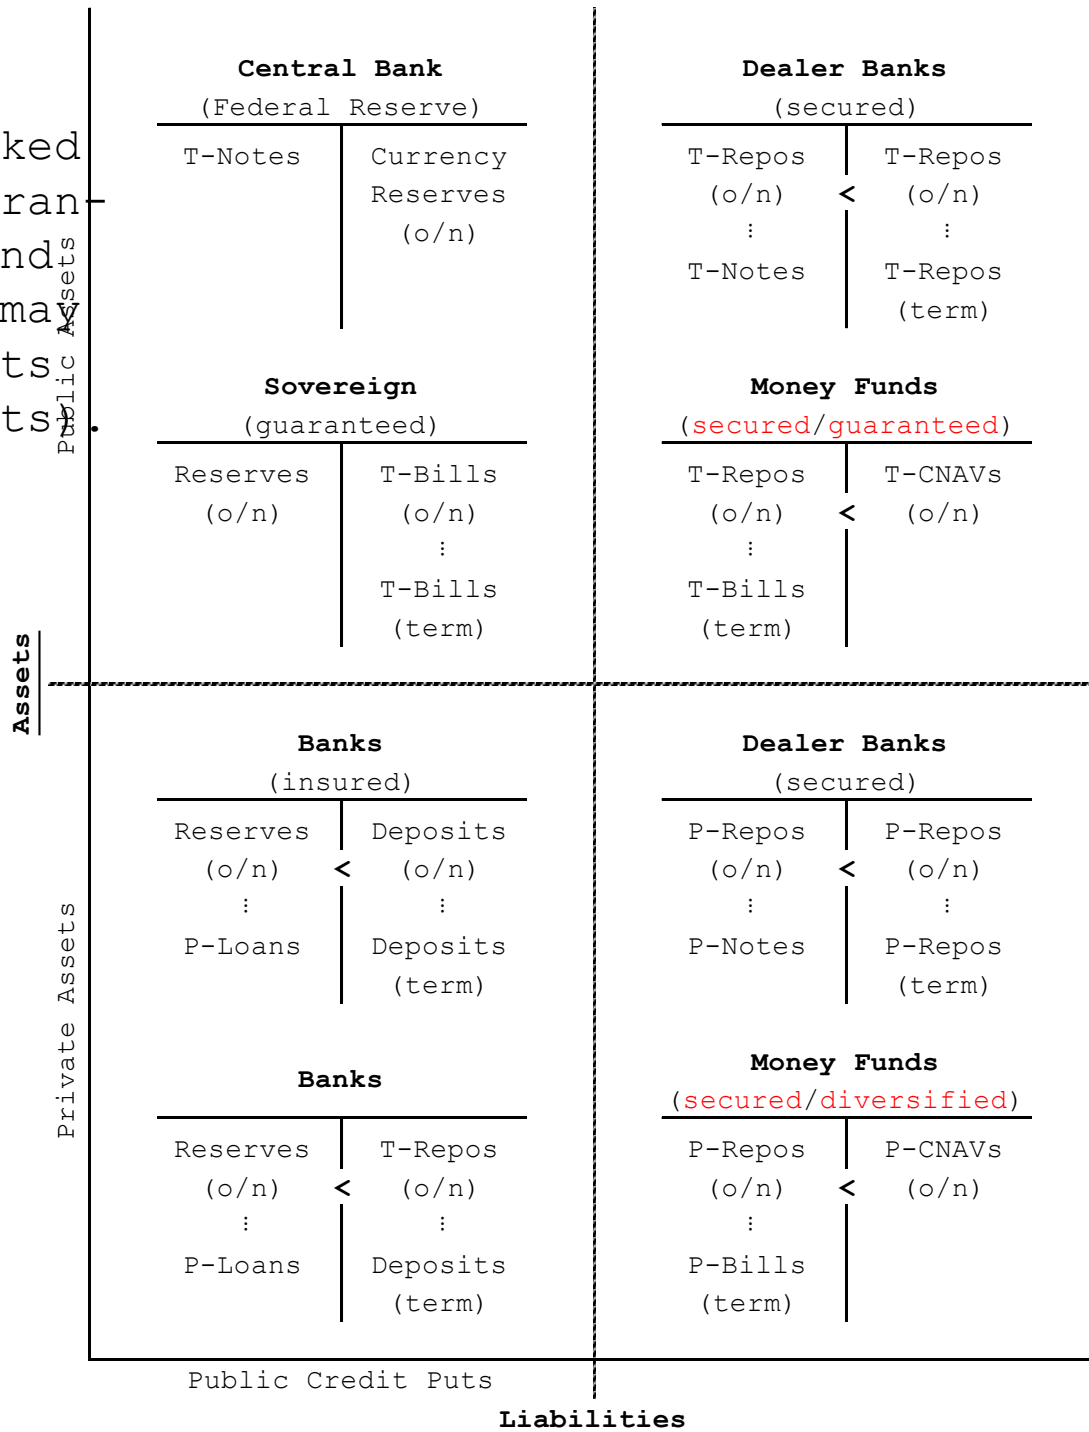 Central Bank
(Federal Reserve)
T-Notes
Currency
Reserves
(o/n)
Dealer Banks
(secured)
T-Repos
(o/n)
⋮
T-Notes
<
T-Repos
(o/n)
⋮
T-Repos
(term)
ked
ran-
nd
may
ts
ts).
Public Assets
Sovereign
(guaranteed)
Reserves
(o/n)
T-Bills
(o/n)
⋮
T-Bills
(term)
Money Funds
(secured/guaranteed)
T-Repos
(o/n)
⋮
T-Bills
(term)
<
T-CNAVs
(o/n)
Assets
Banks
(insured)
Reserves
(o/n)
⋮
P-Loans
<
Deposits
(o/n)
⋮
Deposits
(term)
Dealer Banks
(secured)
P-Repos
(o/n)
⋮
P-Notes
<
P-Repos
(o/n)
⋮
P-Repos
(term)
Private Assets
Banks
Reserves
(o/n)
⋮
P-Loans
<
T-Repos
(o/n)
⋮
Deposits
(term)
Money Funds
(secured/diversified)
P-Repos
(o/n)
⋮
P-Bills
(term)
<
P-CNAVs
(o/n)
Public Credit Puts
Liabilities